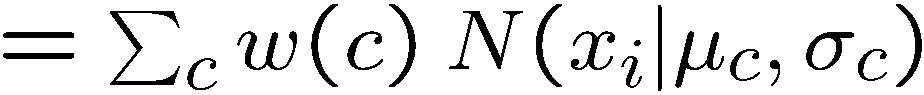 = ∑_c w(c) N(x_i|μ_c, σ_c)